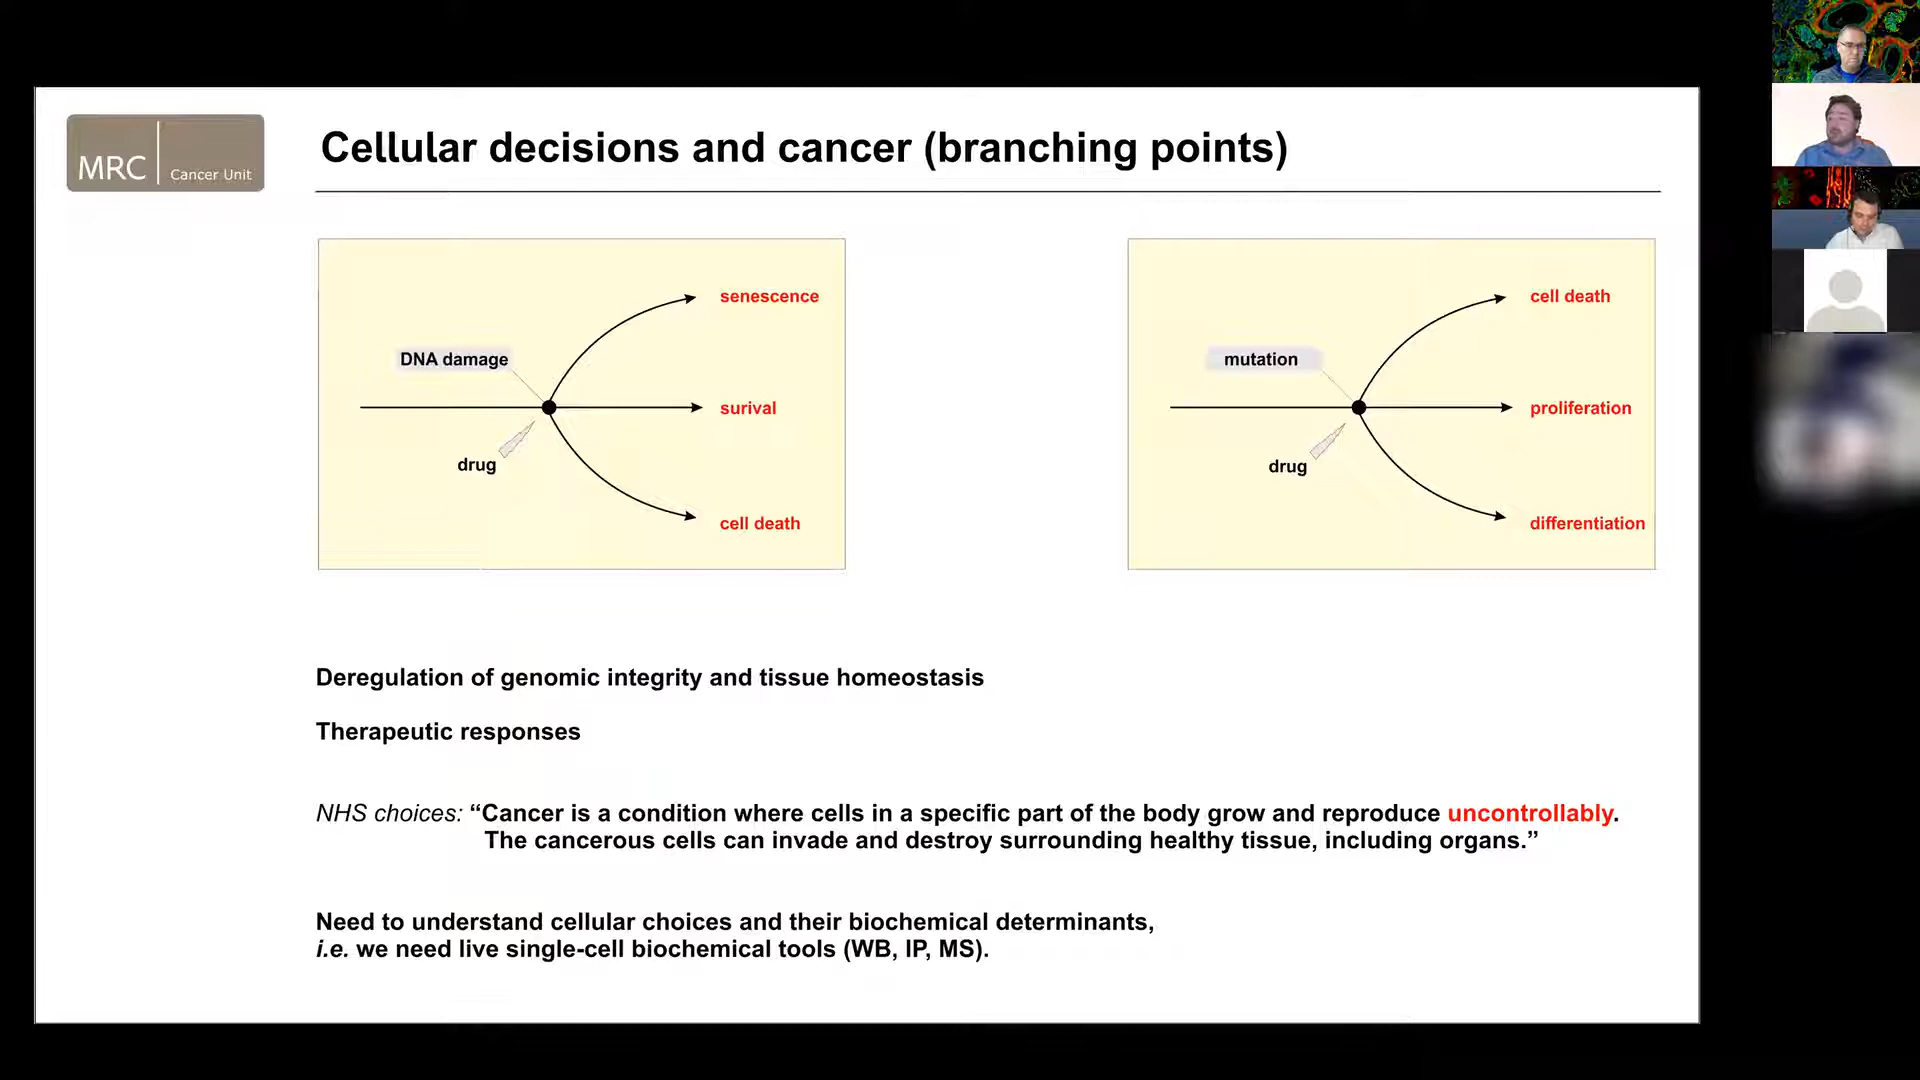 MRC Cancer Unit
Cellular decisions and cancer (branching points)
senescence
DNA damage
surival
drug
cell death
cell death
mutation
proliferation
drug
differentiation
Deregulation of genomic integrity and tissue homeostasis
Therapeutic responses
NHS choices: “Cancer is a condition where cells in a specific part of the body grow and reproduce uncontrollably.
The cancerous cells can invade and destroy surrounding healthy tissue, including organs.”
Need to understand cellular choices and their biochemical determinants,
i.e. we need live single-cell biochemical tools (WB, IP, MS).